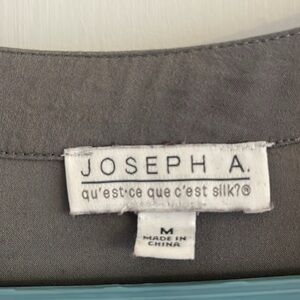 JOSEPH A.
qu'est-ce que c'est silk?®
M
MADE IN
CHINA